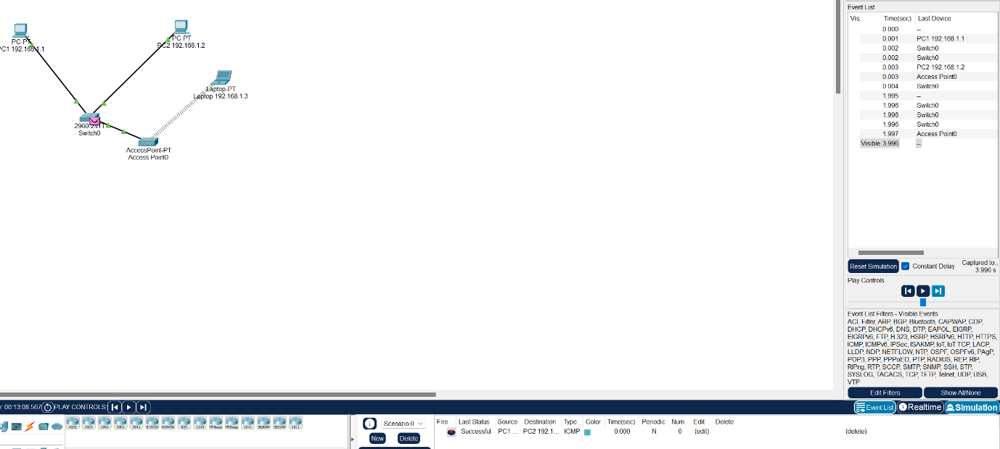 PC-PT
PC1 192.168.1.1
PC-PT
PC2 192.168.1.2
Laptop-PT
Laptop 192.168.1.3
2960-24TT
Switch0
AccessPoint-PT
Access Point0
Event List
Vis. Time(sec) Last Device
0.000 --
0.001 PC1 192.168.1.1
0.002 Switch0
0.002 Switch0
0.003 PC2 192.168.1.2
0.003 Access Point0
0.004 Switch0
1.995 --
1.996 Switch0
1.996 Switch0
1.996 Switch0
1.997 Access Point0
Visible 3.996 --
Reset Simulation Constant Delay Captured to:
3.996 s
Play Controls
Event List Filters - Visible Events
ACL Filter, ARP, BGP, Bluetooth, CAPWAP, CDP,
DHCP, DHCPv6, DNS, DTP, EAPOL, EIGRP,
EIGRPv6, FTP, H.323, HSRP, HSRPv6, HTTP, HTTPS,
ICMP, ICMPv6, IPSec, ISAKMP, IoT, IoT TCP, LACP,
LLDP, NDP, NETFLOW, NTP, OSPF, OSPFv6, PAgP,
POP3, PPP, PPPoED, PTP, RADIUS, REP, RIP,
RIPng, RTP, SCCP, SMTP, SNMP, SSH, STP,
SYSLOG, TACACS, TCP, TFTP, Telnet, UDP, USB,
VTP
Edit Filters Show All/None
: 00:13:08.567 PLAY CONTROLS:
Event List Realtime Simulation
4331 4321 1941 2901 2911 819IOX 819HGW 829 1240 PT-Router PT-Empty 1841 2620XM 2621XM 2811
Scenario 0
New Delete
Fire Last Status Source Destination Type Color Time(sec) Periodic Num Edit Delete
Successful PC1 ... PC2 192.1... ICMP 0.000 N 0 (edit) (delete)